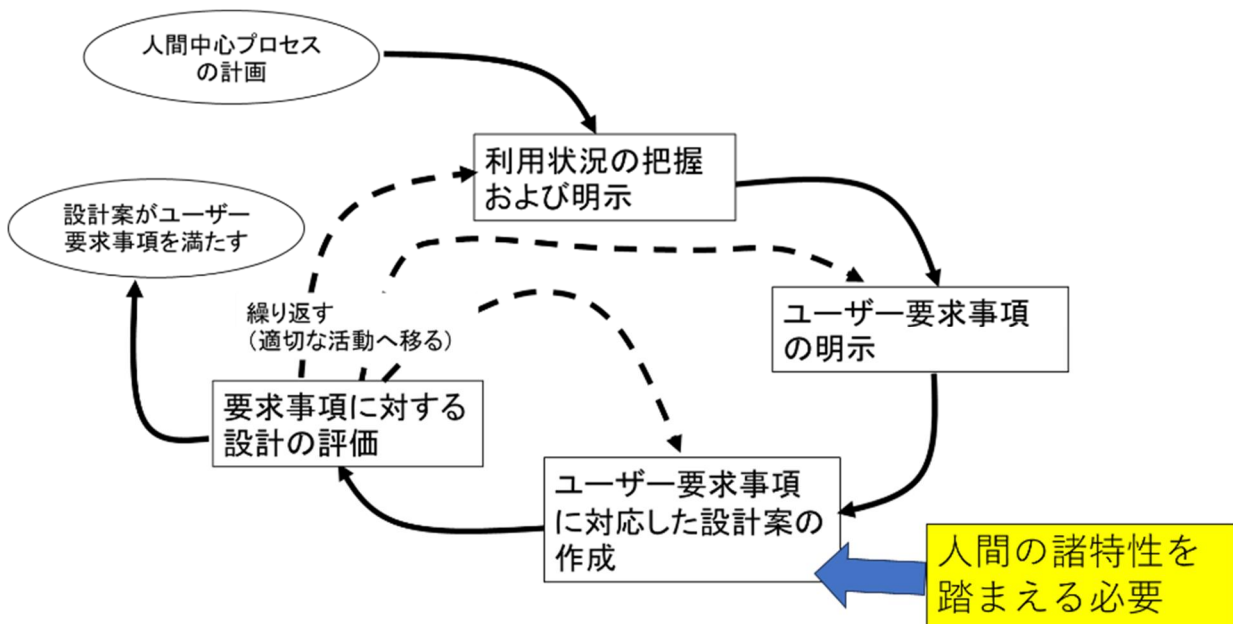 人間中心プロセス
の計画
利用状況の把握
および明示
設計案がユーザー
要求事項を満たす
繰り返す
（適切な活動へ移る）
ユーザー要求事項
の明示
要求事項に対する
設計の評価
ユーザー要求事項
に対応した設計案の
作成
人間の諸特性を
踏まえる必要